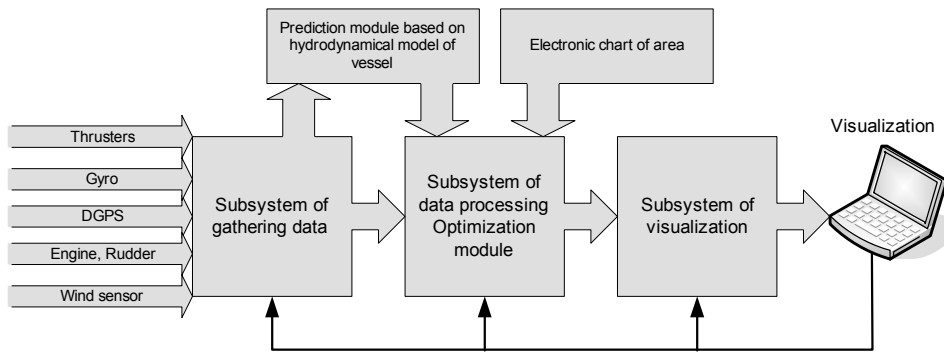 Prediction module based on
hydrodynamical model of
vessel
Electronic chart of area
Thrusters
Gyro
DGPS
Engine, Rudder
Wind sensor
Subsystem of
gathering data
Subsystem of
data processing
Optimization
module
Subsystem of
visualization
Visualization